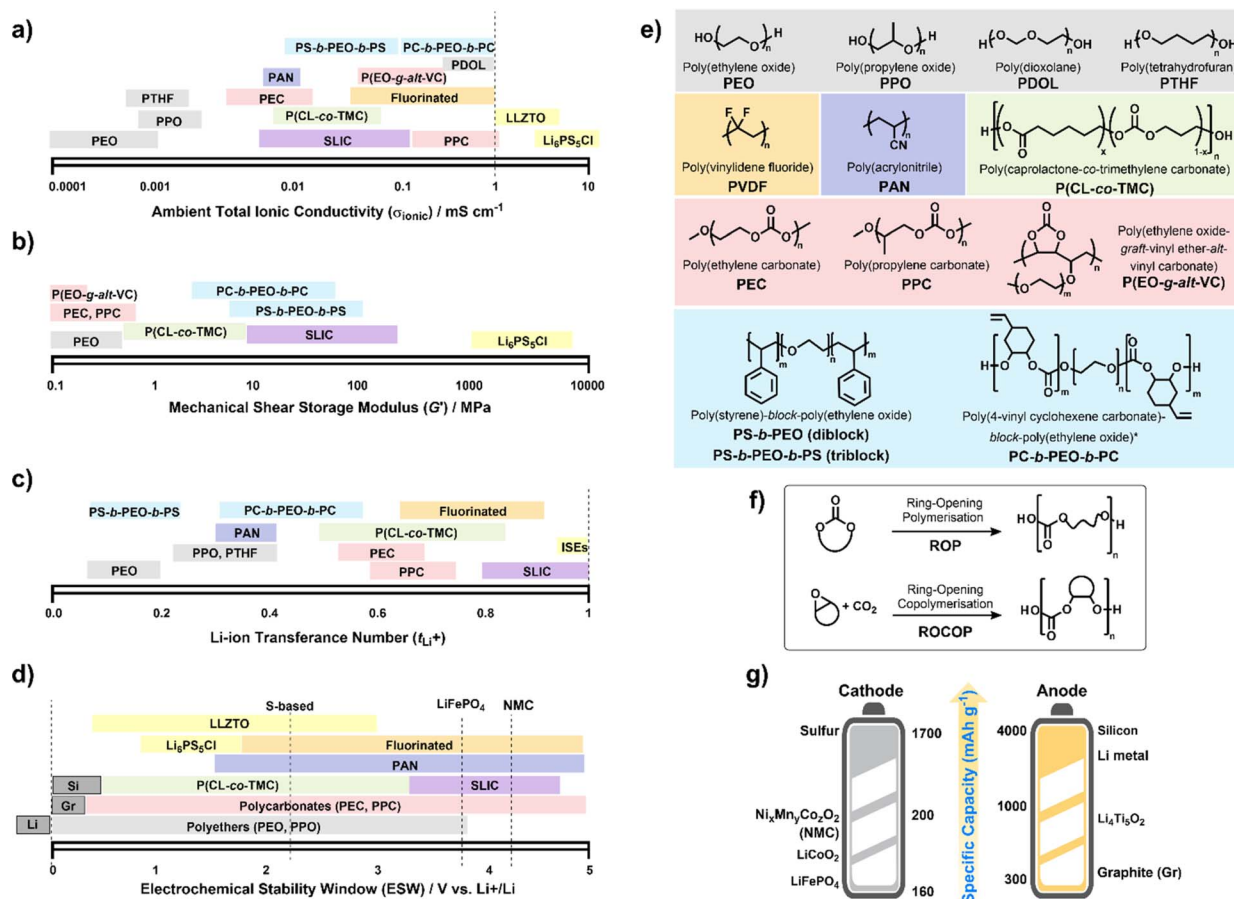 a)
PS-b-PEO-b-PS
PC-b-PEO-b-PC
PDOL
PAN
P(EO-g-alt-VC)
PTHF
PEC
Fluorinated
PPO
P(CL-co-TMC)
LLZTO
PEO
SLIC
PPC
Li₆PS₅Cl
0.0001
0.001
0.01
0.1
1
10
Ambient Total Ionic Conductivity (σionic) / mS cm⁻¹
b)
P(EO-g-alt-VC)
PC-b-PEO-b-PC
PEC, PPC
PS-b-PEO-b-PS
PEO
P(CL-co-TMC)
SLIC
Li₆PS₅Cl
0.1
1
10
100
1000
10000
Mechanical Shear Storage Modulus (G') / MPa
c)
PS-b-PEO-b-PS
PC-b-PEO-b-PC
Fluorinated
PAN
P(CL-co-TMC)
PPO, PTHF
PEC
ISEs
PEO
PPC
SLIC
0.0
0.2
0.4
0.6
0.8
1
Li-ion Transferance Number (tLi+)
d)
S-based
LiFePO₄
NMC
LLZTO
Li₆PS₅Cl
Fluorinated
PAN
Si
P(CL-co-TMC)
SLIC
Gr
Polycarbonates (PEC, PPC)
Li
Polyethers (PEO, PPO)
0
1
2
3
4
5
Electrochemical Stability Window (ESW) / V vs. Li+/Li
e)
HO O H n
HO O H n
H O O OH n
H O OH n
Poly(ethylene oxide)
PEO
Poly(propylene oxide)
PPO
Poly(dioxolane)
PDOL
Poly(tetrahydrofuran
PTHF
F F n
CN n
H O O x O O O 1-x n OH
Poly(vinylidene fluoride)
PVDF
Poly(acrylonitrile)
PAN
Poly(caprolactone-co-trimethylene carbonate)
P(CL-co-TMC)
O O O O n
O O O O n
O O O n O O m
Poly(ethylene carbonate)
PEC
Poly(propylene carbonate)
PPC
Poly(ethylene oxide-
graft-vinyl ether-alt-
vinyl carbonate)
P(EO-g-alt-VC)
m O n m
H O O O m O n O O O H m
Poly(styrene)-block-poly(ethylene oxide)
PS-b-PEO (diblock)
PS-b-PEO-b-PS (triblock)
Poly(4-vinyl cyclohexene carbonate)-
block-poly(ethylene oxide)*
PC-b-PEO-b-PC
f)
O O O
Ring-Opening
Polymerisation
ROP
HO O O O H n
O + CO₂
Ring-Opening
Copolymerisation
ROCOP
HO O O O H n
g)
Cathode
Sulfur
1700
NixMnyCozO₂
(NMC)
200
LiCoO₂
LiFePO₄
160
Specific Capacity (mAh g⁻¹)
Anode
4000
Silicon
Li metal
1000
Li₄Ti₅O₂
300
Graphite (Gr)